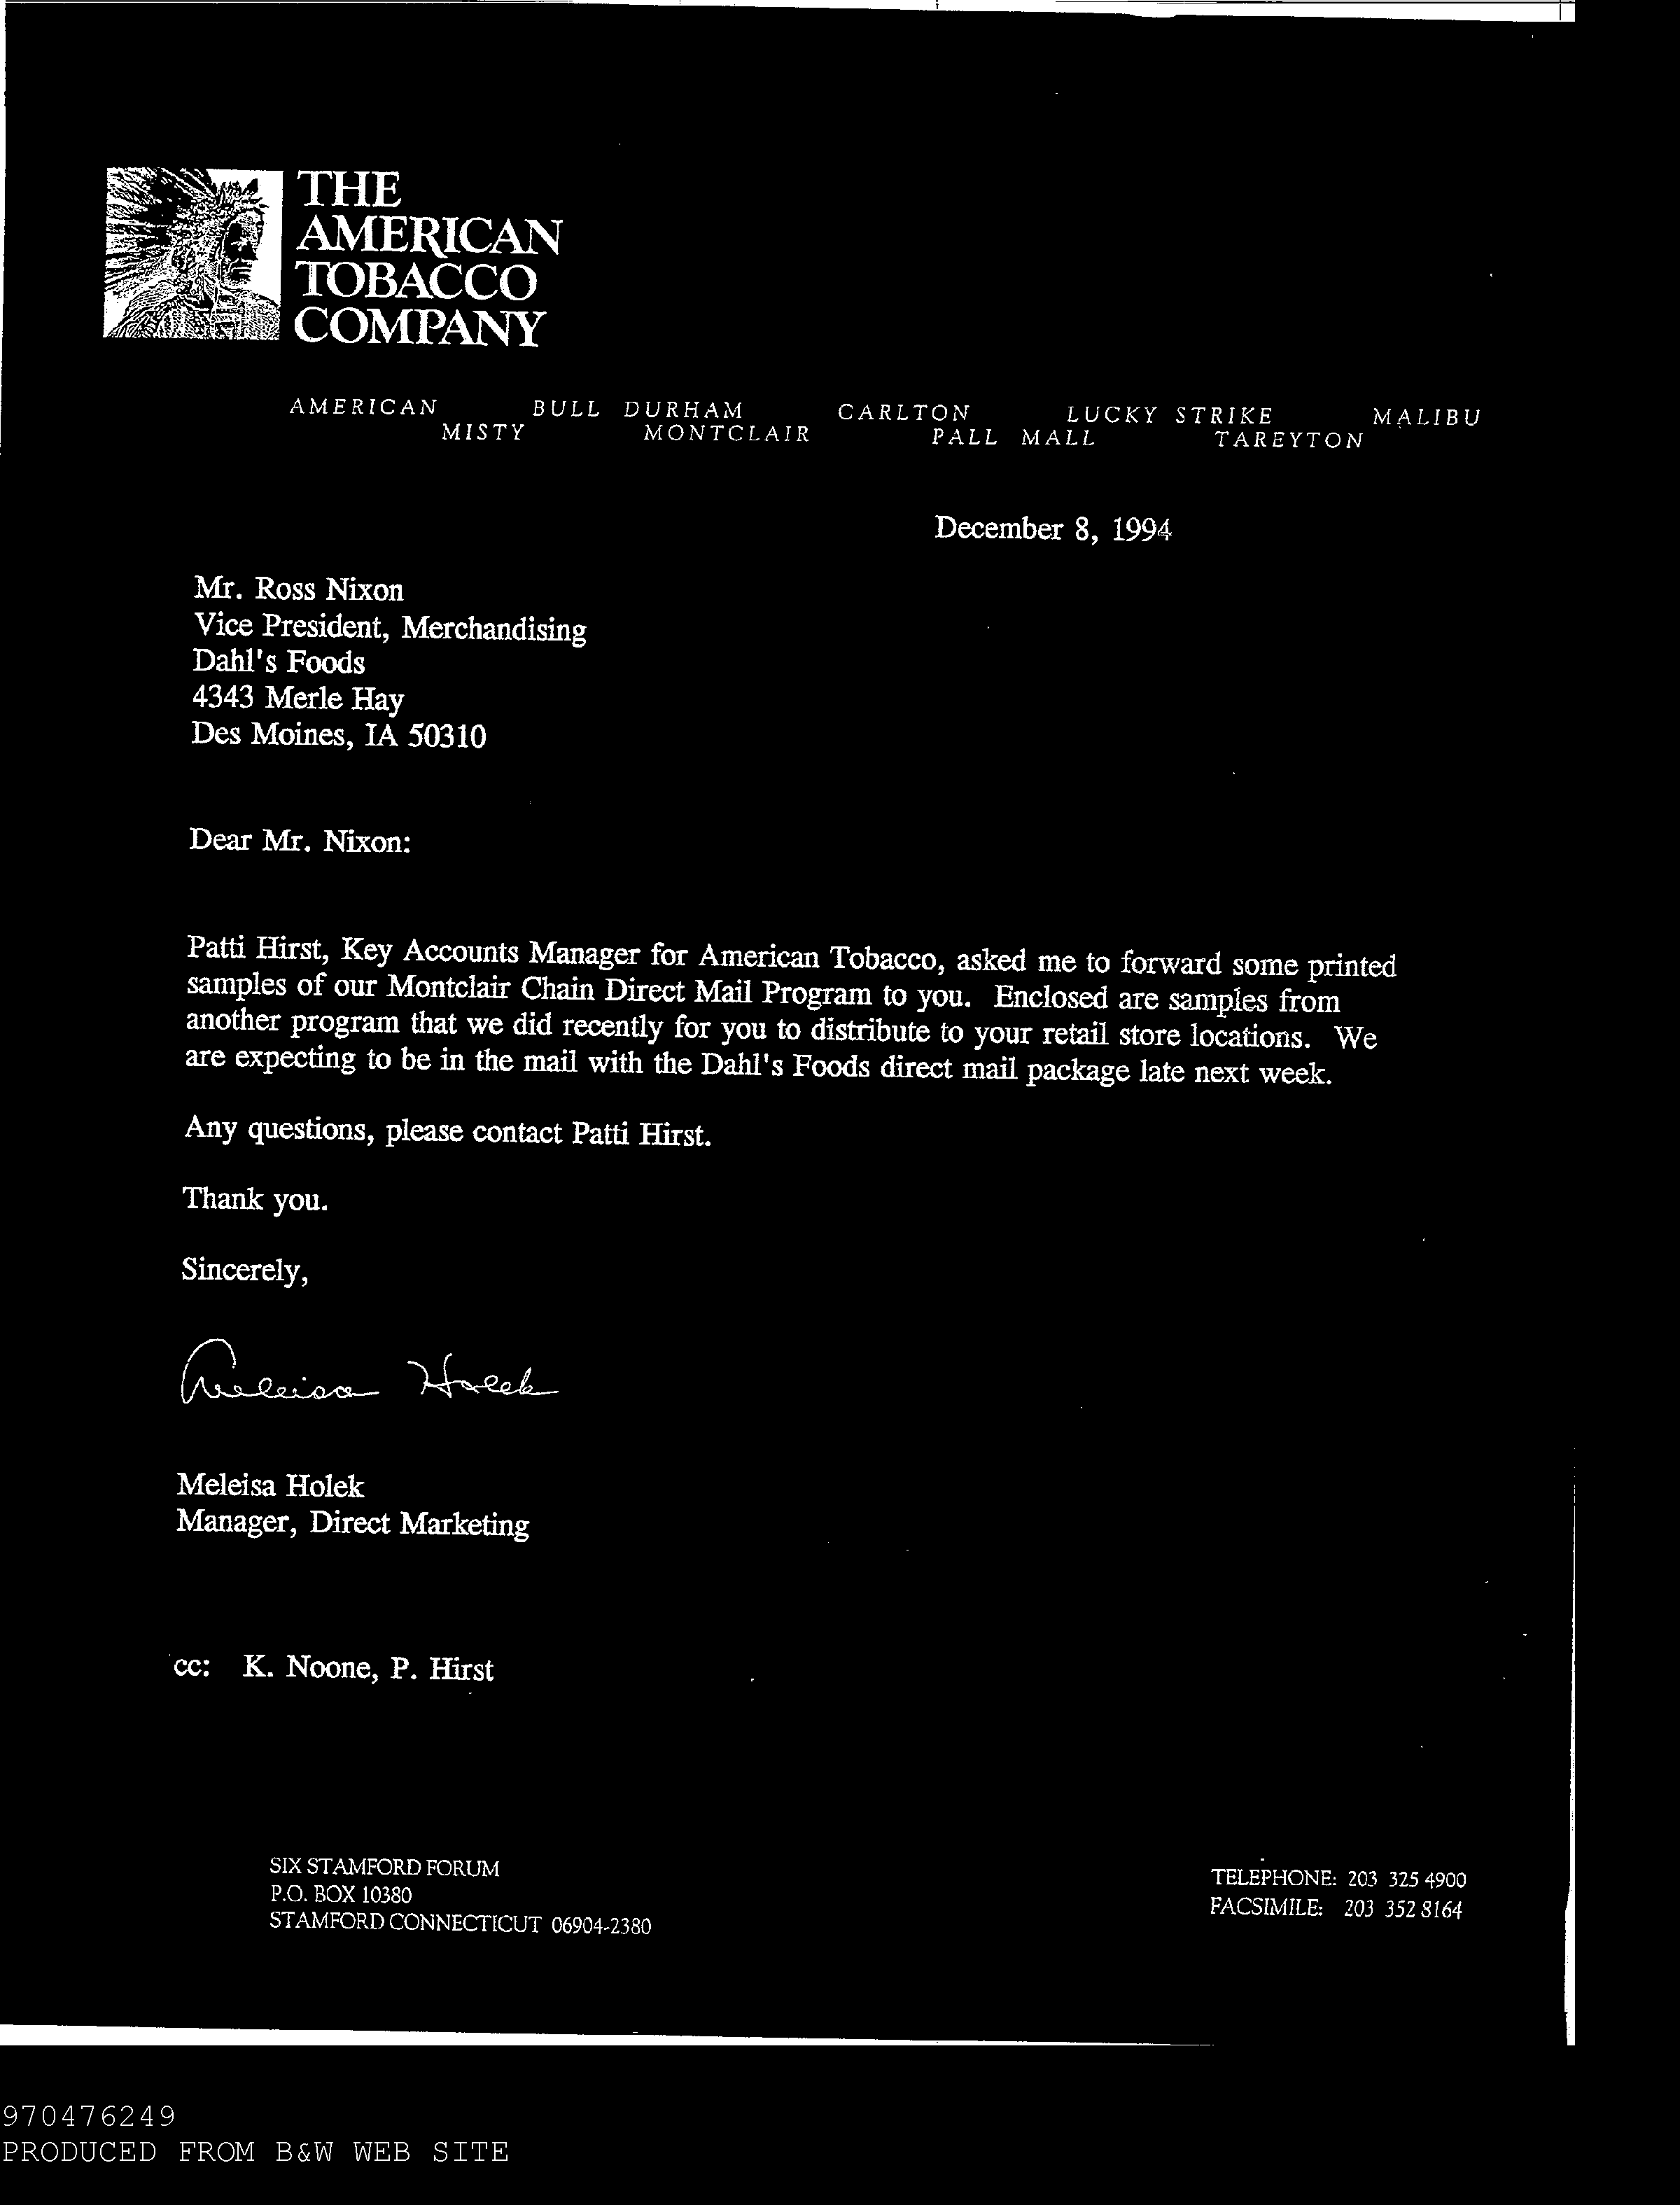 THE
AMERICAN
TOBACCO
COMPANY
AMERICAN BULL DURHAM CARLTON LUCKY STRIKE MALIBU
MISTY MONTCLAIR PALL MALL TAREYTON
December 8, 1994
Mr. Ross Nixon
Vice President, Merchandising
Dahl's Foods
4343 Merle Hay
Des Moines, IA 50310
Dear Mr. Nixon:
Patti Hirst, Key Accounts Manager for American Tobacco, asked me to forward some printed
samples of our Montclair Chain Direct Mail Program to you. Enclosed are samples from
another program that we did recently for you to distribute to your retail store locations. We
are expecting to be in the mail with the Dahl's Foods direct mail package late next week.
Any questions, please contact Patti Hirst.
Thank you.
Sincerely,
Meleisa Holek
Meleisa Holek
Manager, Direct Marketing
cc: K. Noone, P. Hirst
SIX STAMFORD FORUM
P.O. BOX 10380
STAMFORD CONNECTICUT 06904-2380
TELEPHONE: 203 325 4900
FACSIMILE: 203 352 8164
970476249
PRODUCED FROM B&W WEB SITE